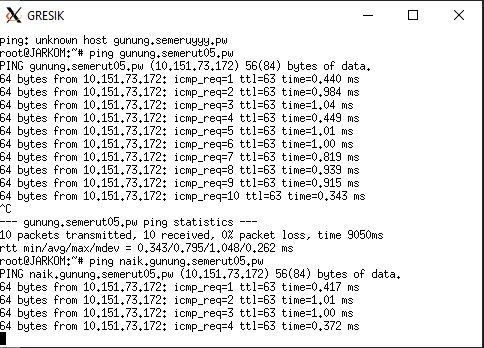 GRESIK
ping: unknown host gunung.semeruyyy.pw
root@JARKOM:~# ping gunung.semerut05.pw
PING gunung.semerut05.pw (10.151.73.172) 56(84) bytes of data.
64 bytes from 10.151.73.172: icmp_req=1 ttl=63 time=0.440 ms
64 bytes from 10.151.73.172: icmp_req=2 ttl=63 time=0.984 ms
64 bytes from 10.151.73.172: icmp_req=3 ttl=63 time=1.04 ms
64 bytes from 10.151.73.172: icmp_req=4 ttl=63 time=0.449 ms
64 bytes from 10.151.73.172: icmp_req=5 ttl=63 time=1.01 ms
64 bytes from 10.151.73.172: icmp_req=6 ttl=63 time=1.00 ms
64 bytes from 10.151.73.172: icmp_req=7 ttl=63 time=0.819 ms
64 bytes from 10.151.73.172: icmp_req=8 ttl=63 time=0.939 ms
64 bytes from 10.151.73.172: icmp_req=9 ttl=63 time=0.915 ms
64 bytes from 10.151.73.172: icmp_req=10 ttl=63 time=0.343 ms
^C
--- gunung.semerut05.pw ping statistics ---
10 packets transmitted, 10 received, 0% packet loss, time 9050ms
rtt min/avg/max/mdev = 0.343/0.795/1.048/0.262 ms
root@JARKOM:~# ping naik.gunung.semerut05.pw
PING naik.gunung.semerut05.pw (10.151.73.172) 56(84) bytes of data.
64 bytes from 10.151.73.172: icmp_req=1 ttl=63 time=0.417 ms
64 bytes from 10.151.73.172: icmp_req=2 ttl=63 time=1.01 ms
64 bytes from 10.151.73.172: icmp_req=3 ttl=63 time=1.00 ms
64 bytes from 10.151.73.172: icmp_req=4 ttl=63 time=0.372 ms